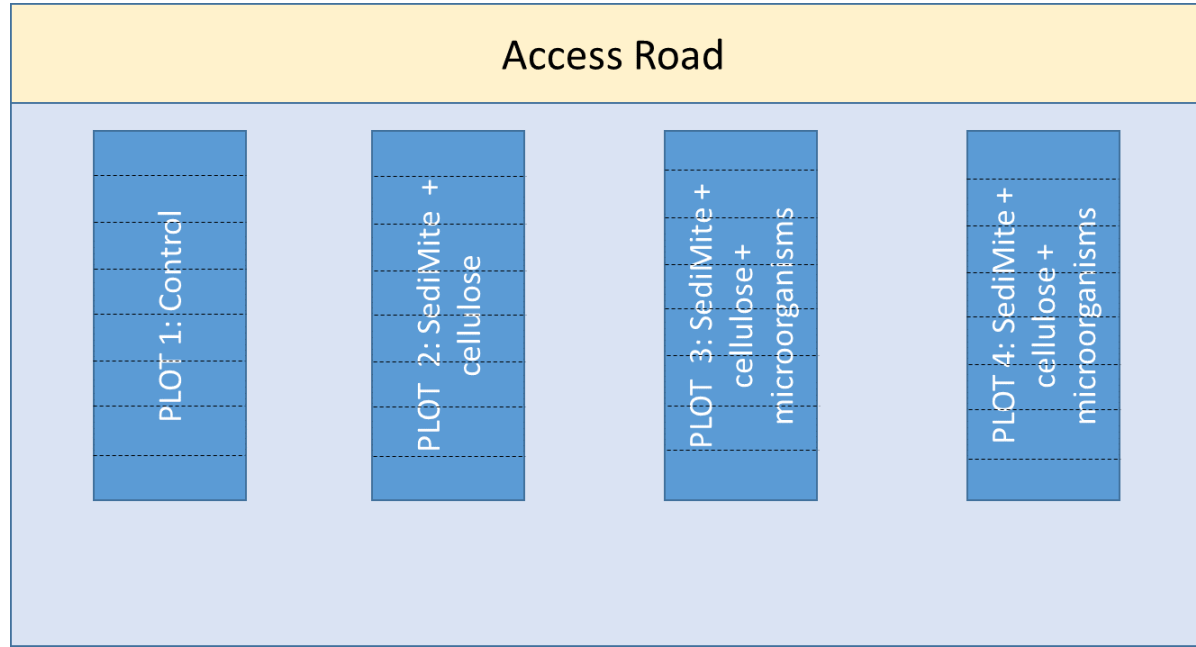 Access Road
PLOT 1: Control
PLOT 2: SediMite +
cellulose
PLOT 3: SediMite +
cellulose +
microorganisms
PLOT 4: SediMite +
cellulose +
microorganisms